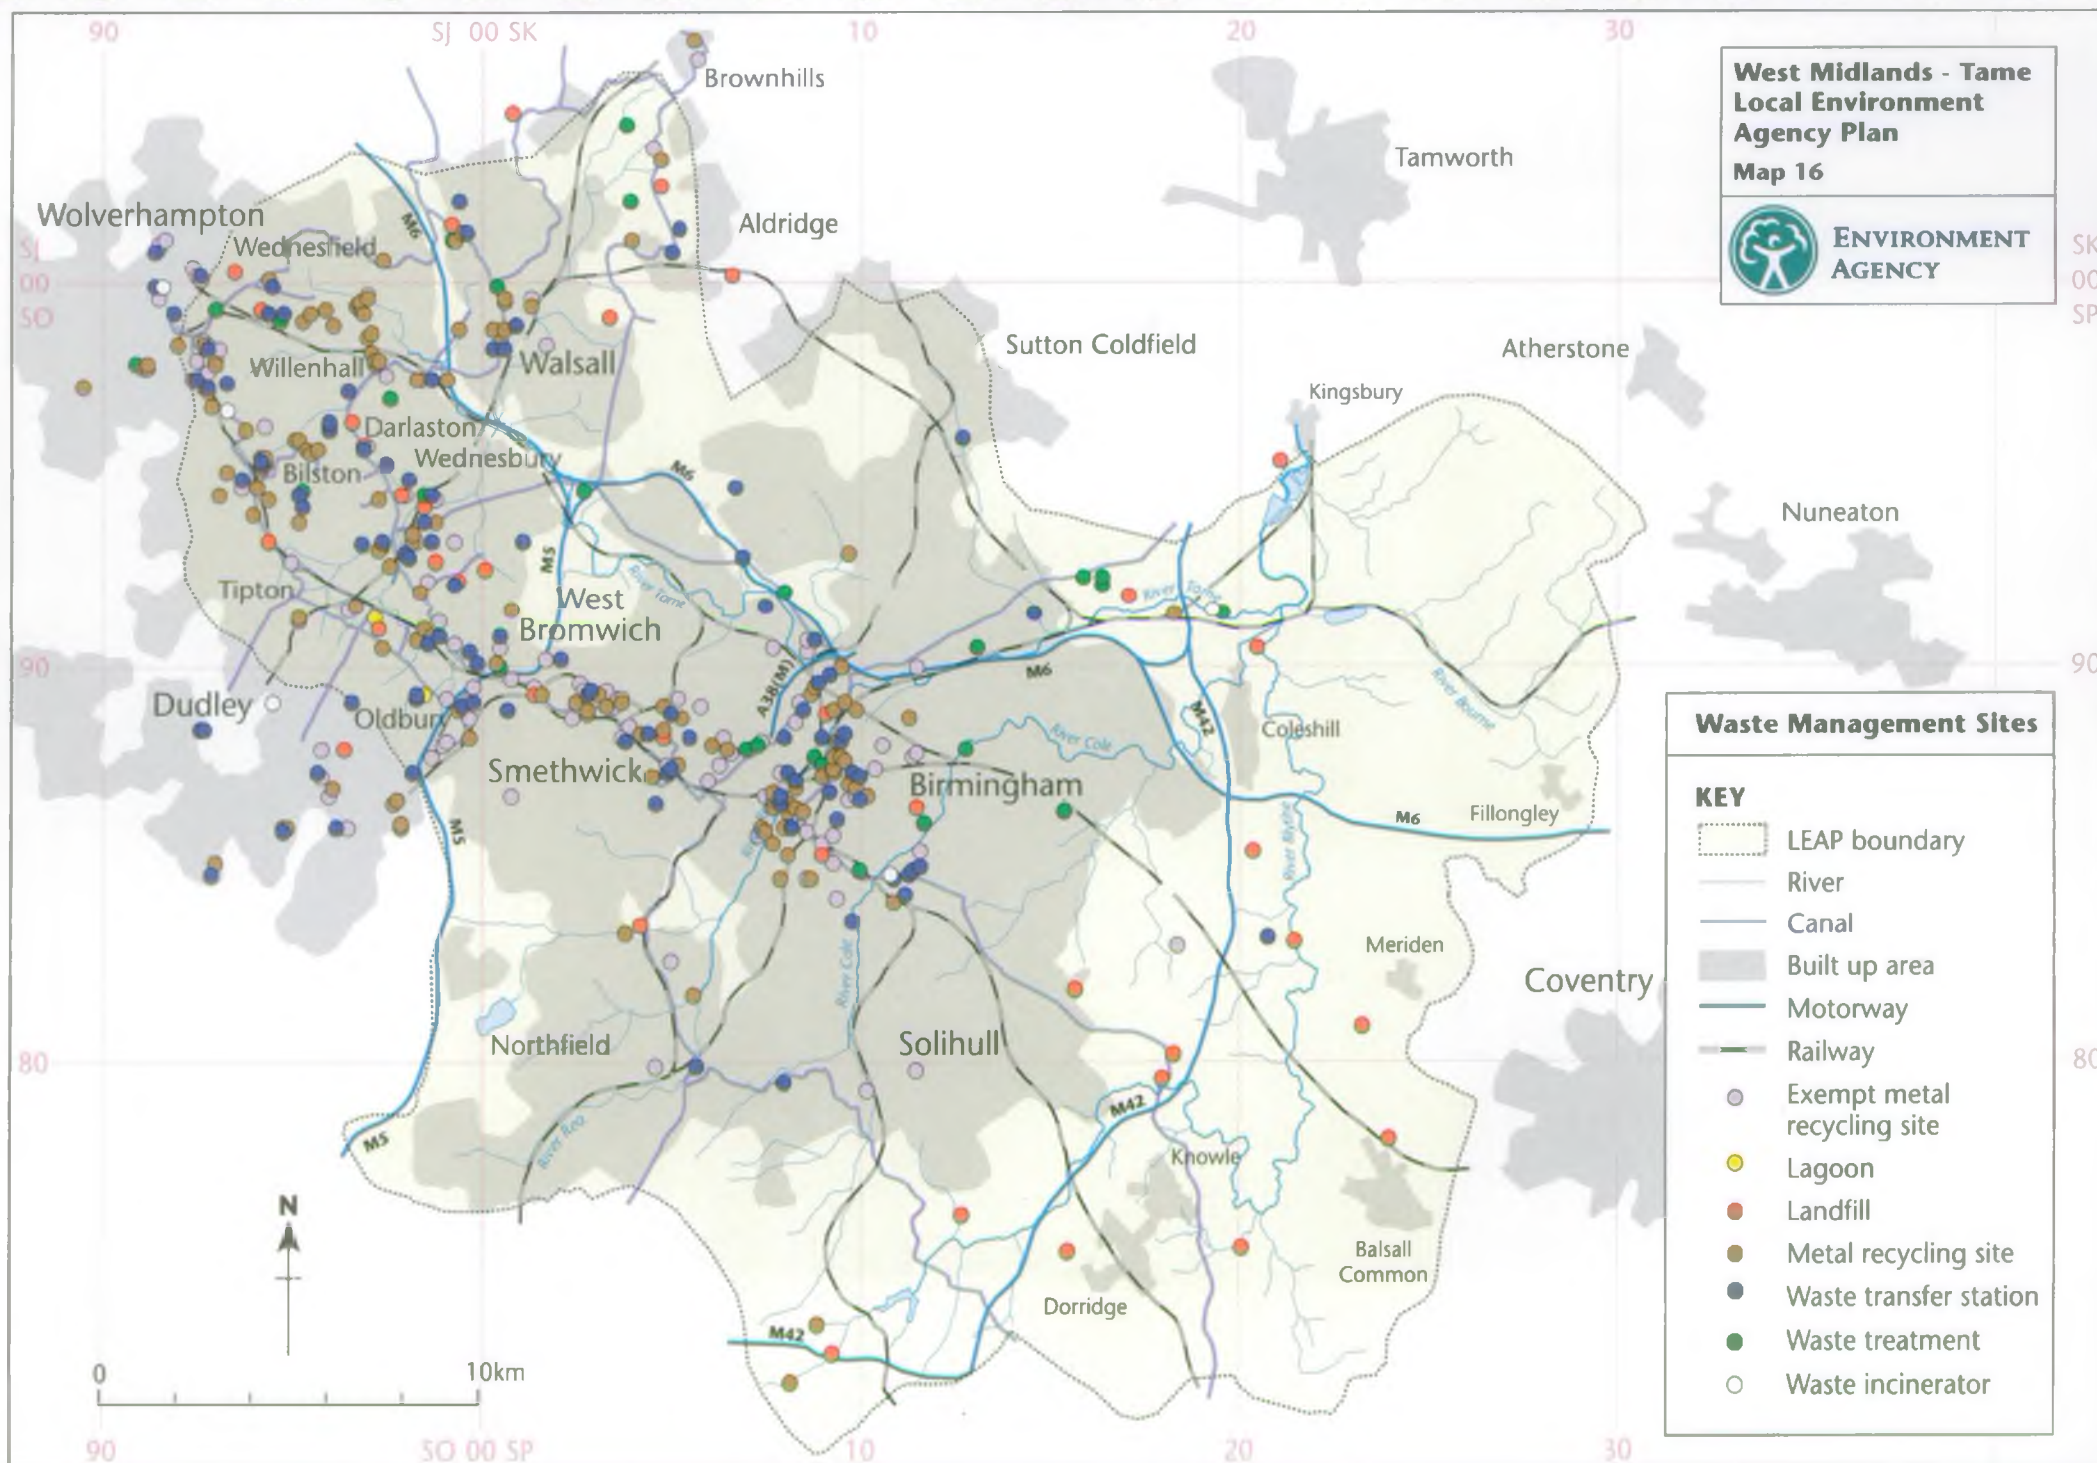 90
SJ 00 SK
10
20
30
West Midlands - Tame
Local Environment
Agency Plan
Map 16
ENVIRONMENT
AGENCY
Brownhills
Tamworth
Wolverhampton
M6
Aldridge
Wednesfield
SJ
00
SO
SK
00
SP
Sutton Coldfield
Atherstone
Willenhall
Walsall
Kingsbury
Darlaston
Wednesbury
Bilston
M6
Nuneaton
M5
River Tame
Tipton
West
Bromwich
River Tame
90
A38(M)
M6
90
River Bourne
Dudley
Oldbury
M42
Coleshill
River Cole
Smethwick
Birmingham
Fillongley
M6
M5
River Blythe
Meriden
Coventry
River Cole
Northfield
Solihull
80
80
M42
M5
River Rea
Knowle
N
Balsall
Common
Dorridge
M42
0
10km
90
SO 00 SP
10
20
30
Waste Management Sites
KEY
LEAP boundary
River
Canal
Built up area
Motorway
Railway
Exempt metal
recycling site
Lagoon
Landfill
Metal recycling site
Waste transfer station
Waste treatment
Waste incinerator